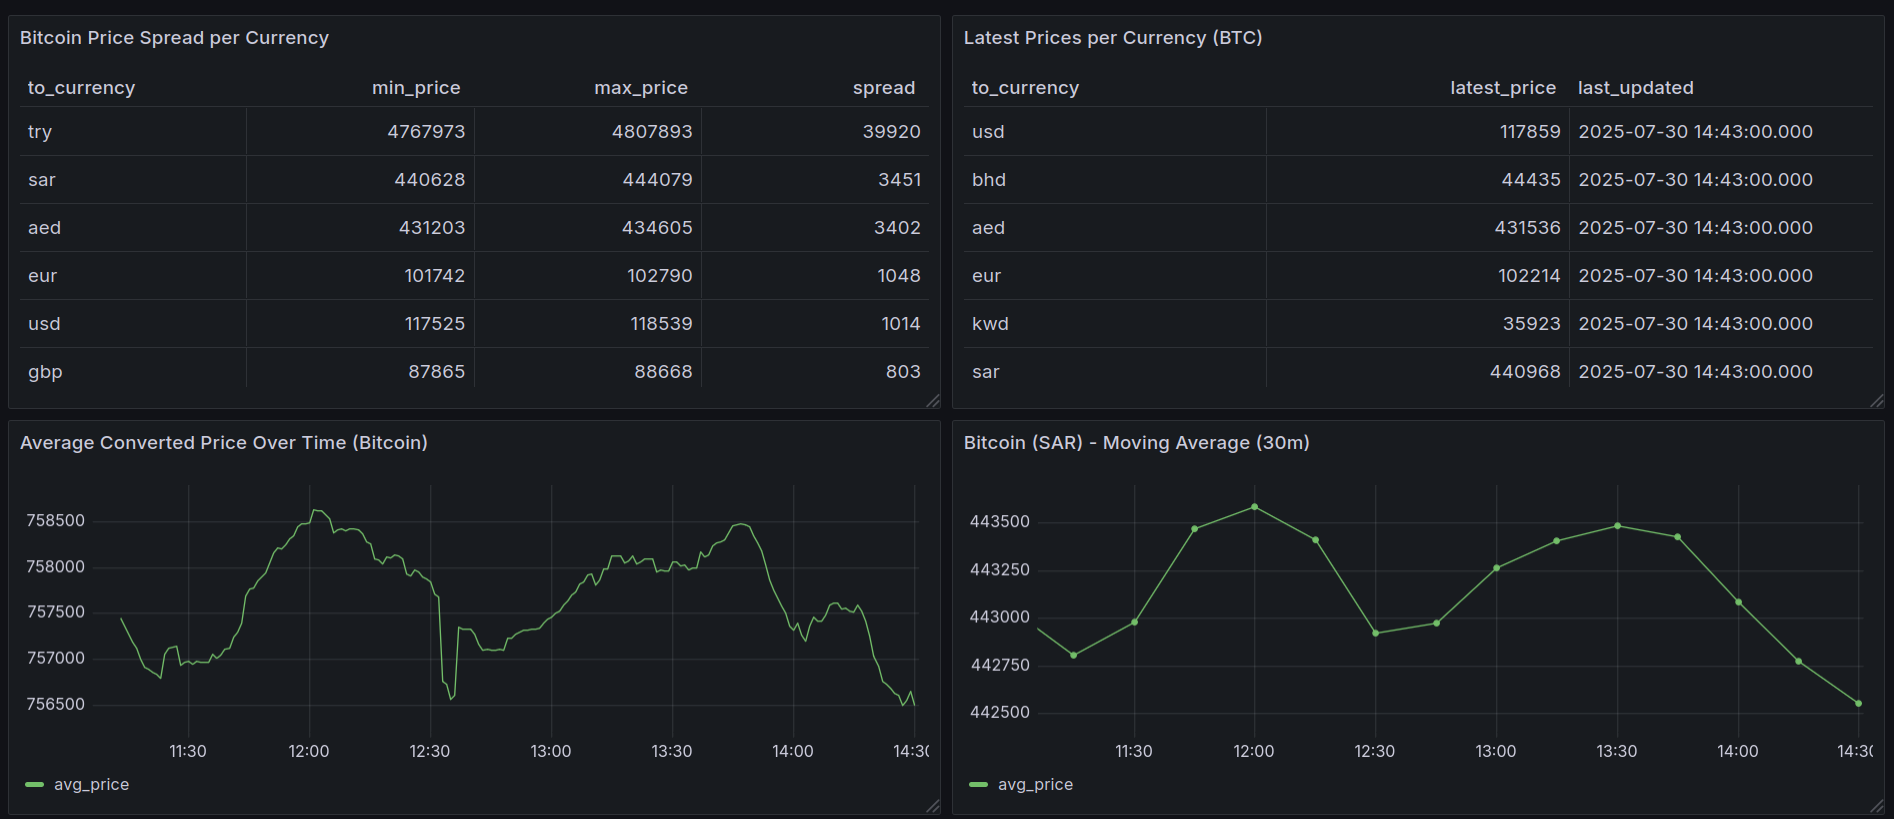 Bitcoin Price Spread per Currency
to_currency min_price max_price spread
try 4767973 4807893 39920
sar 440628 444079 3451
aed 431203 434605 3402
eur 101742 102790 1048
usd 117525 118539 1014
gbp 87865 88668 803
Latest Prices per Currency (BTC)
to_currency latest_price last_updated
usd 117859 2025-07-30 14:43:00.000
bhd 44435 2025-07-30 14:43:00.000
aed 431536 2025-07-30 14:43:00.000
eur 102214 2025-07-30 14:43:00.000
kwd 35923 2025-07-30 14:43:00.000
sar 440968 2025-07-30 14:43:00.000
Average Converted Price Over Time (Bitcoin)
758500
758000
757500
757000
756500
11:30 12:00 12:30 13:00 13:30 14:00 14:30
avg_price
Bitcoin (SAR) - Moving Average (30m)
443500
443250
443000
442750
442500
11:30 12:00 12:30 13:00 13:30 14:00 14:30
avg_price